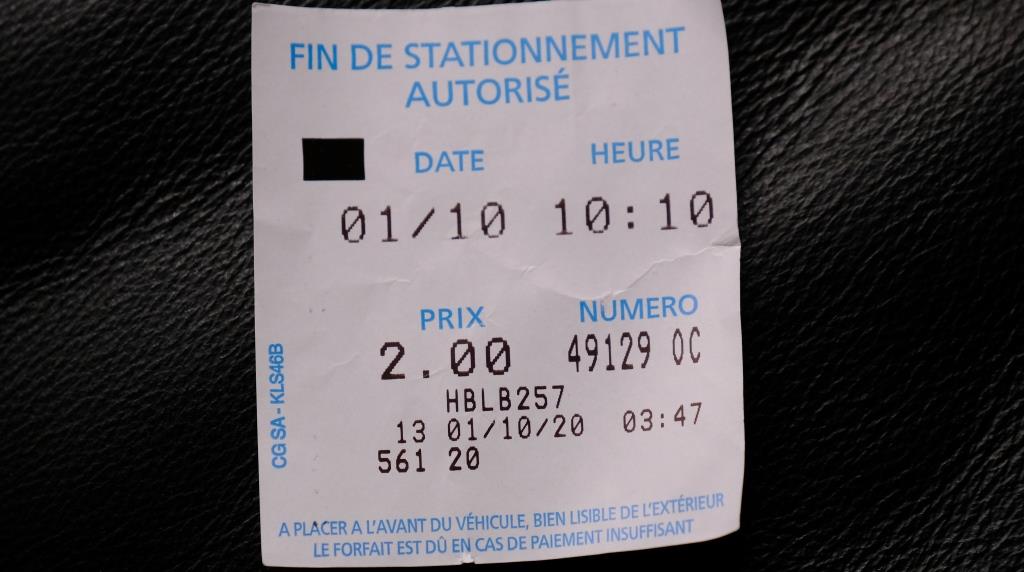 FIN DE STATIONNEMENT
AUTORISÉ
DATE HEURE
01/10 10:10
PRIX NUMERO
2.00 49129 0C
HBLB257
13 01/10/20 03:47
561 20
CG SA - KLS46B
A PLACER A L'AVANT DU VÉHICULE, BIEN LISIBLE DE L'EXTÉRIEUR
LE FORFAIT EST DÛ EN CAS DE PAIEMENT INSUFFISANT